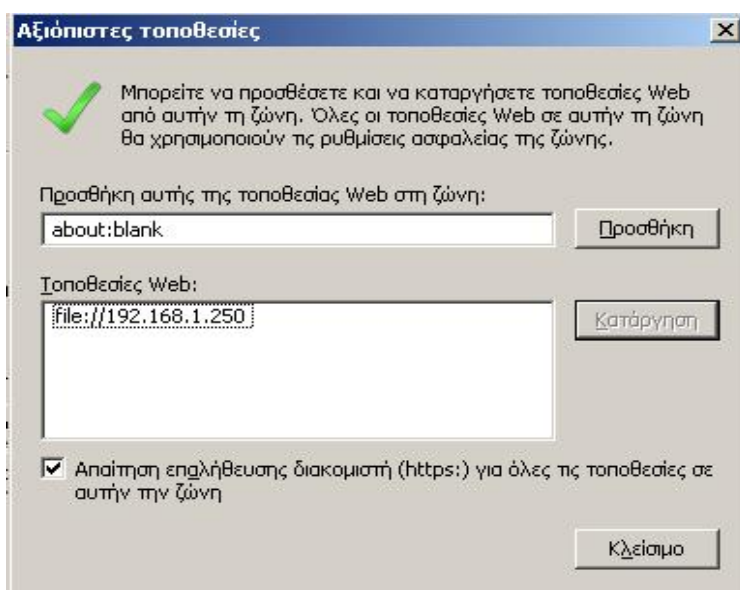 Αξιόπιστες τοποθεσίες
Μπορείτε να προσθέσετε και να καταργήσετε τοποθεσίες Web
από αυτήν τη ζώνη. Όλες οι τοποθεσίες Web σε αυτή τη ζώνη
θα χρησιμοποιούν τις ρυθμίσεις ασφαλείας της ζώνης.
Προσθήκη αυτής της τοποθεσίας Web στη ζώνη:
about:blank
Προσθήκη
Τοποθεσίες Web:
file://192.168.1.250
Κατάργηση
Απαίτηση επαλήθευσης διακομιστή (https:) για όλες τις τοποθεσίες σε
αυτήν την ζώνη
Κλείσιμο